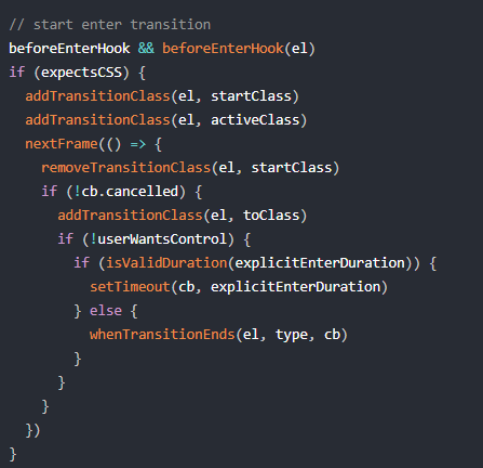 // start enter transition
beforeEnterHook && beforeEnterHook(el)
if (expectsCSS) {
  addTransitionClass(el, startClass)
  addTransitionClass(el, activeClass)
  nextFrame(() => {
    removeTransitionClass(el, startClass)
    if (!cb.cancelled) {
      addTransitionClass(el, toClass)
      if (!userWantsControl) {
        if (isValidDuration(explicitEnterDuration)) {
          setTimeout(cb, explicitEnterDuration)
        } else {
          whenTransitionEnds(el, type, cb)
        }
      }
    }
  })
}